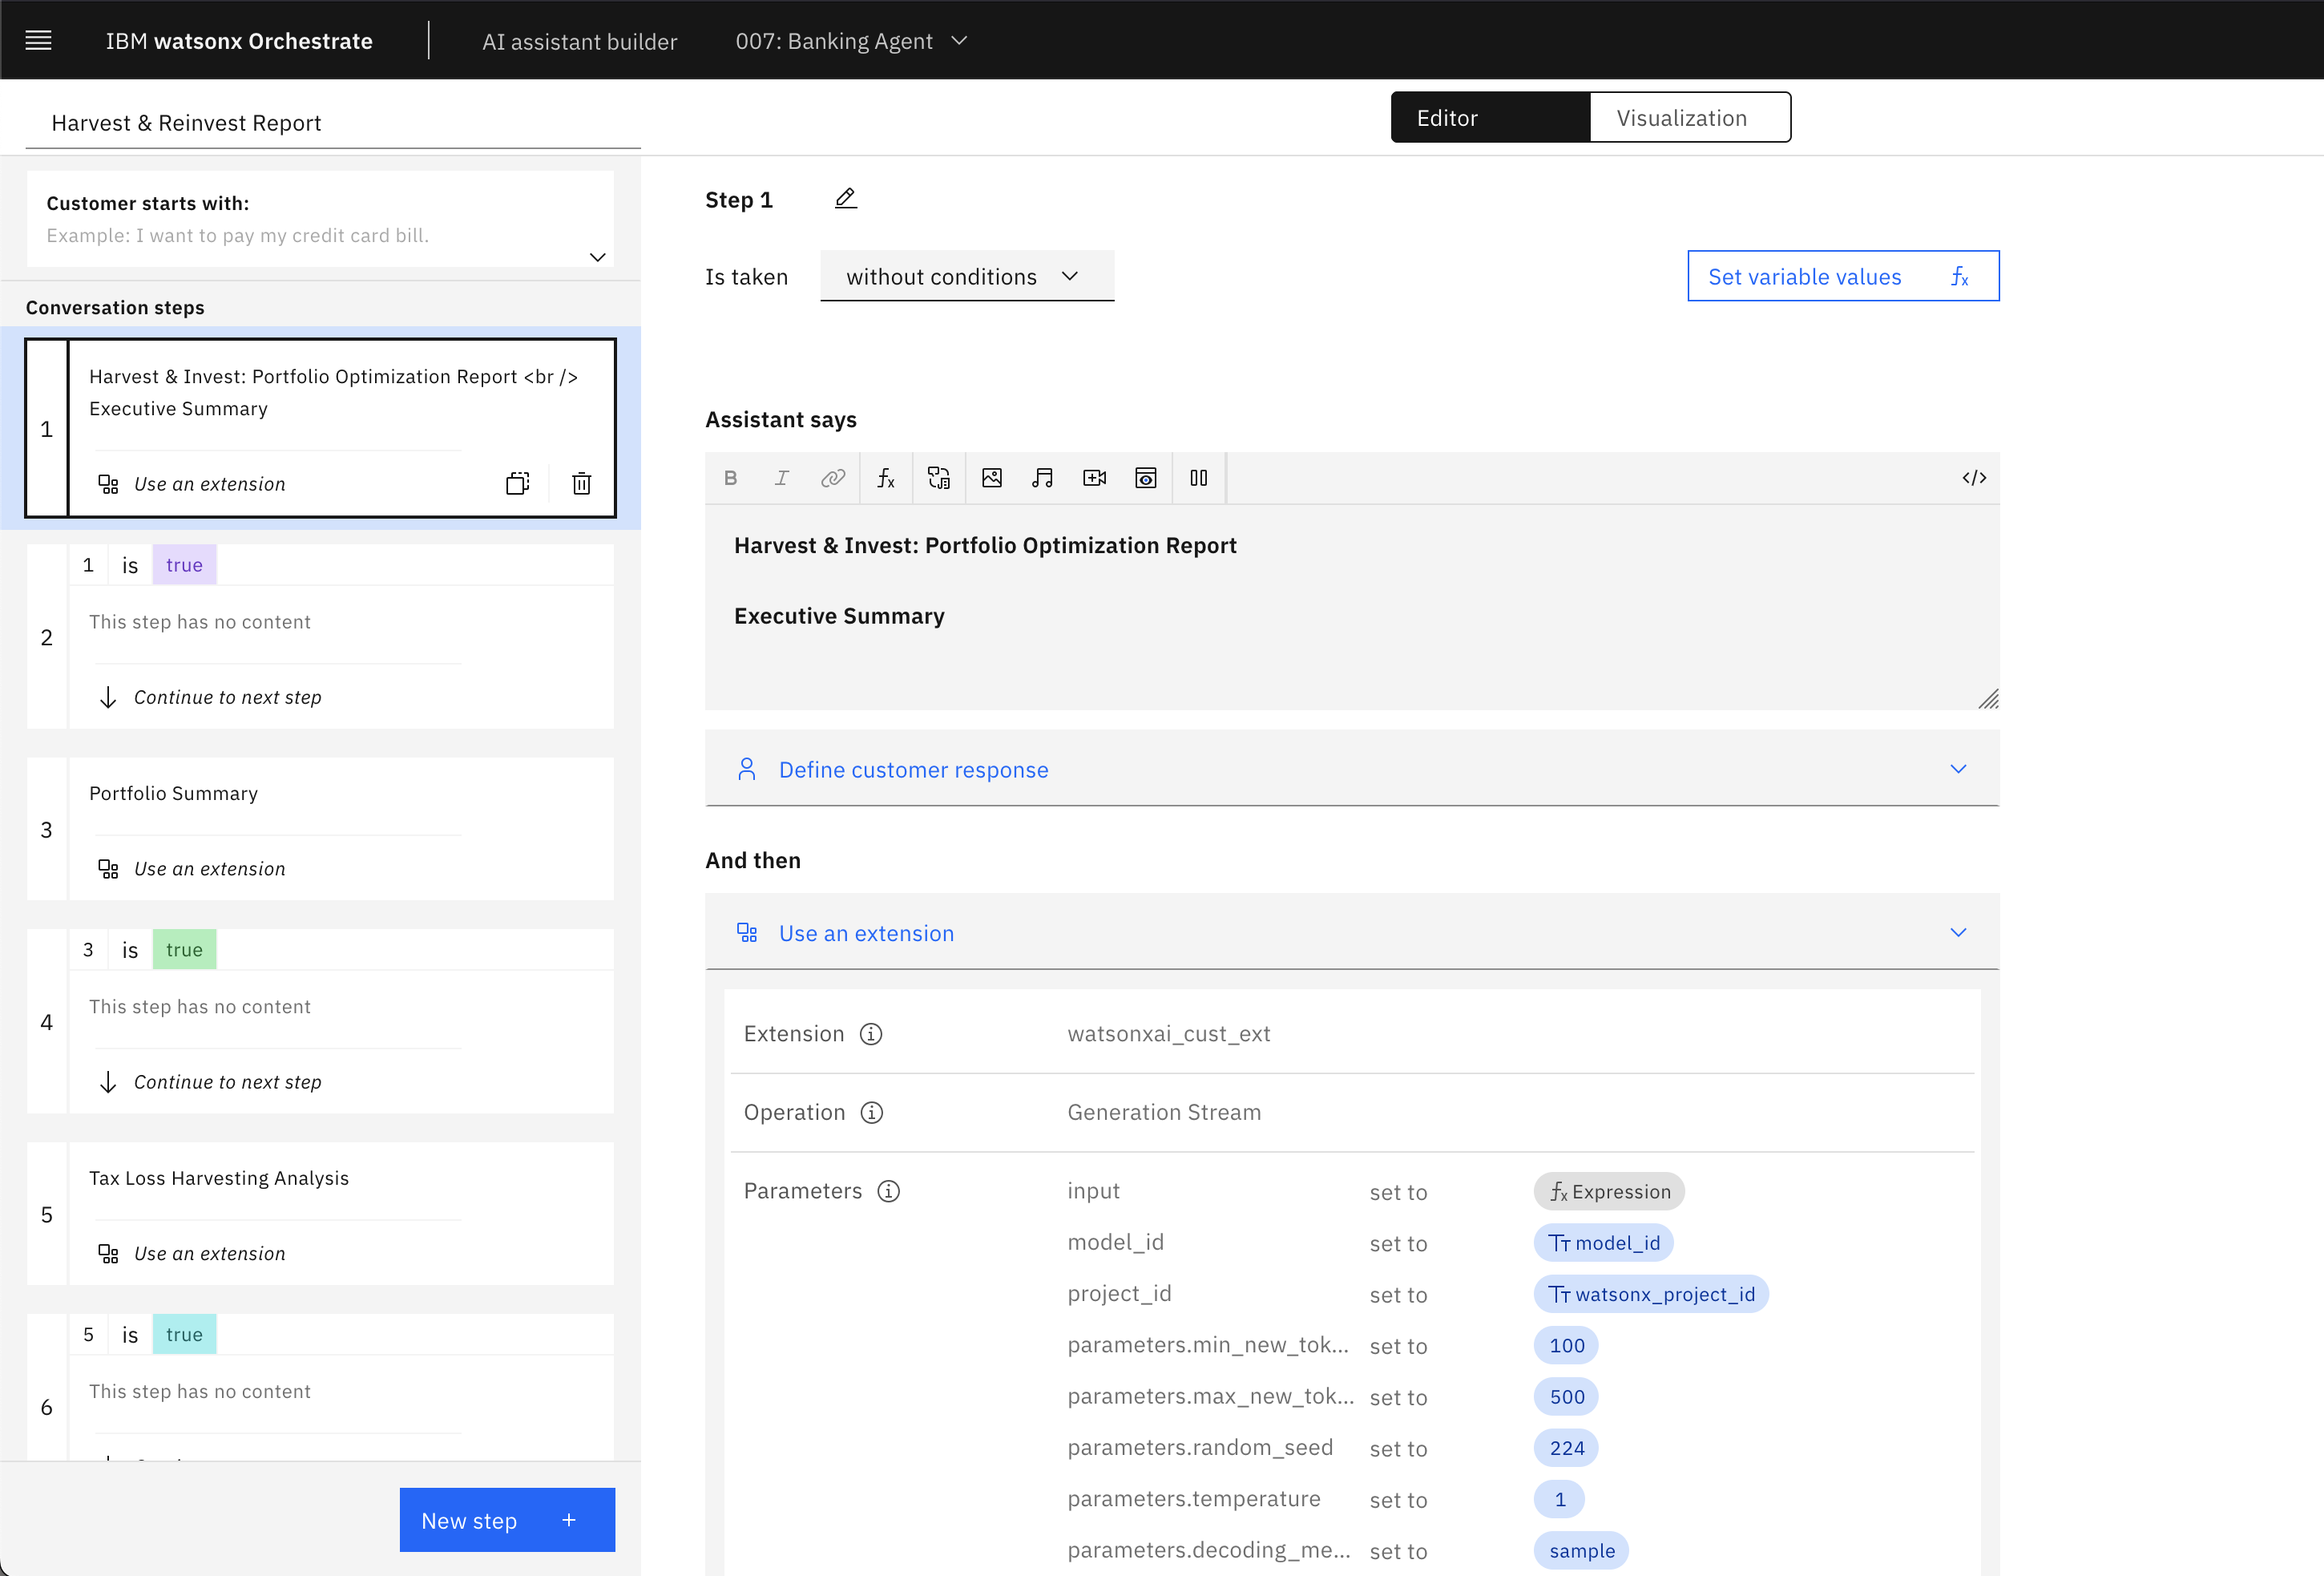 IBM watsonx Orchestrate
AI assistant builder
007: Banking Agent
Harvest & Reinvest Report
Editor
Visualization
Customer starts with:
Example: I want to pay my credit card bill.
Conversation steps
1
Harvest & Invest: Portfolio Optimization Report <br />
Executive Summary
Use an extension
2
1 is true
This step has no content
Continue to next step
3
Portfolio Summary
Use an extension
4
3 is true
This step has no content
Continue to next step
5
Tax Loss Harvesting Analysis
Use an extension
6
5 is true
This step has no content
New step +
Step 1
Is taken
without conditions
Set variable values fx
Assistant says
B I fx </>
Harvest & Invest: Portfolio Optimization Report
Executive Summary
Define customer response
And then
Use an extension
Extension watsonxai_cust_ext
Operation Generation Stream
Parameters
input set to fx Expression
model_id set to TT model_id
project_id set to TT watsonx_project_id
parameters.min_new_tok... set to 100
parameters.max_new_tok... set to 500
parameters.random_seed set to 224
parameters.temperature set to 1
parameters.decoding_me... set to sample